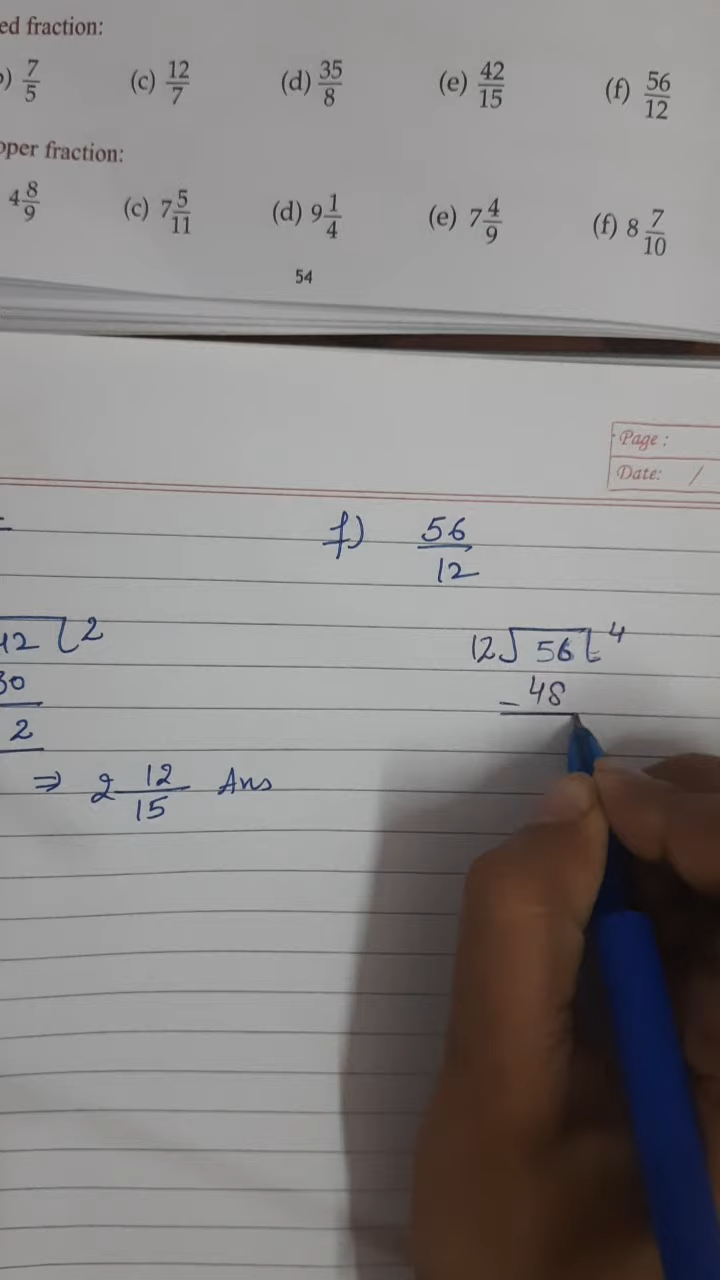 ed fraction:
) 7/5 (c) 12/7 (d) 35/8 (e) 42/15 (f) 56/12
oper fraction:
4 8/9 (c) 7 5/11 (d) 9 1/4 (e) 7 4/9 (f) 8 7/10
54
Page :
Date: /
f) 56/12
42 2
30
2
⇒ 2 12/15 Ans
12 56 4
- 48